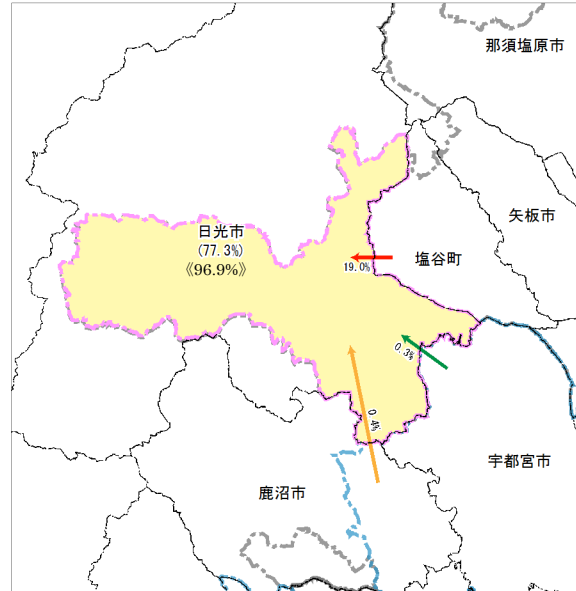 那須塩原市
矢板市
日光市
(77.3%)
《96.9%》
塩谷町
19.0%
0.3%
0.4%
宇都宮市
鹿沼市